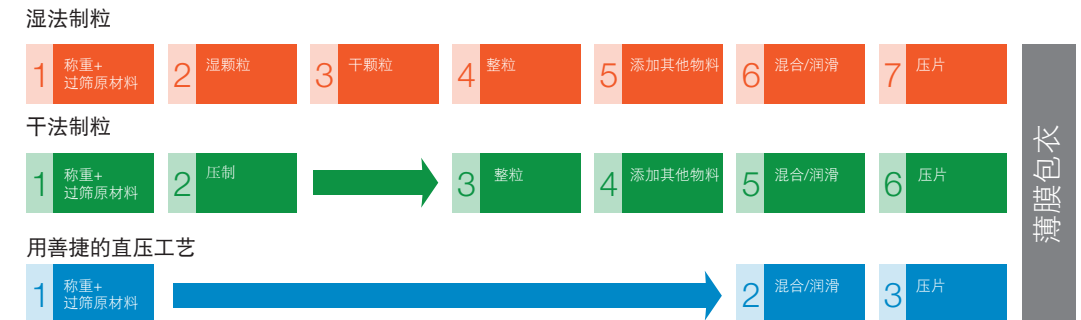 湿法制粒
1 称重+
过筛原材料
2 湿颗粒
3 干颗粒
4 整粒
5 添加其他物料
6 混合/润滑
7 压片
干法制粒
1 称重+
过筛原材料
2 压制
3 整粒
4 添加其他物料
5 混合/润滑
6 压片
用善捷的直压工艺
1 称重+
过筛原材料
2 混合/润滑
3 压片
薄膜包衣